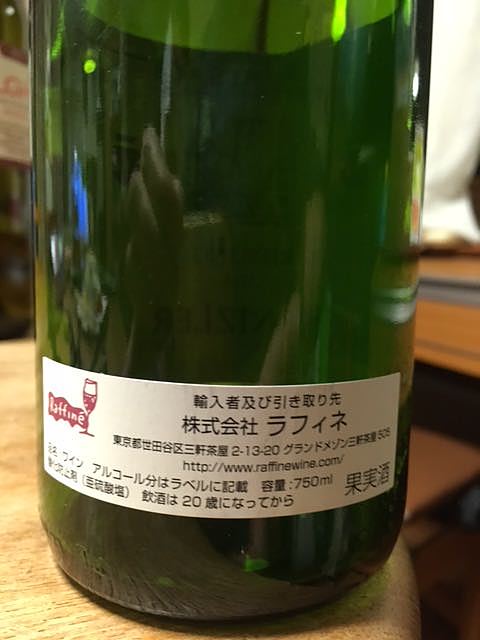 Raffiné
輸入者及び引き取り先
株式会社 ラフィネ
東京都世田谷区三軒茶屋 2-13-20 グランドメゾン三軒茶屋 508
http://www.raffinewine.com/
品名 ワイン アルコール分はラベルに記載 容量:750ml
酸化防止剤(亜硫酸塩) 飲酒は20歳になってから
果実酒